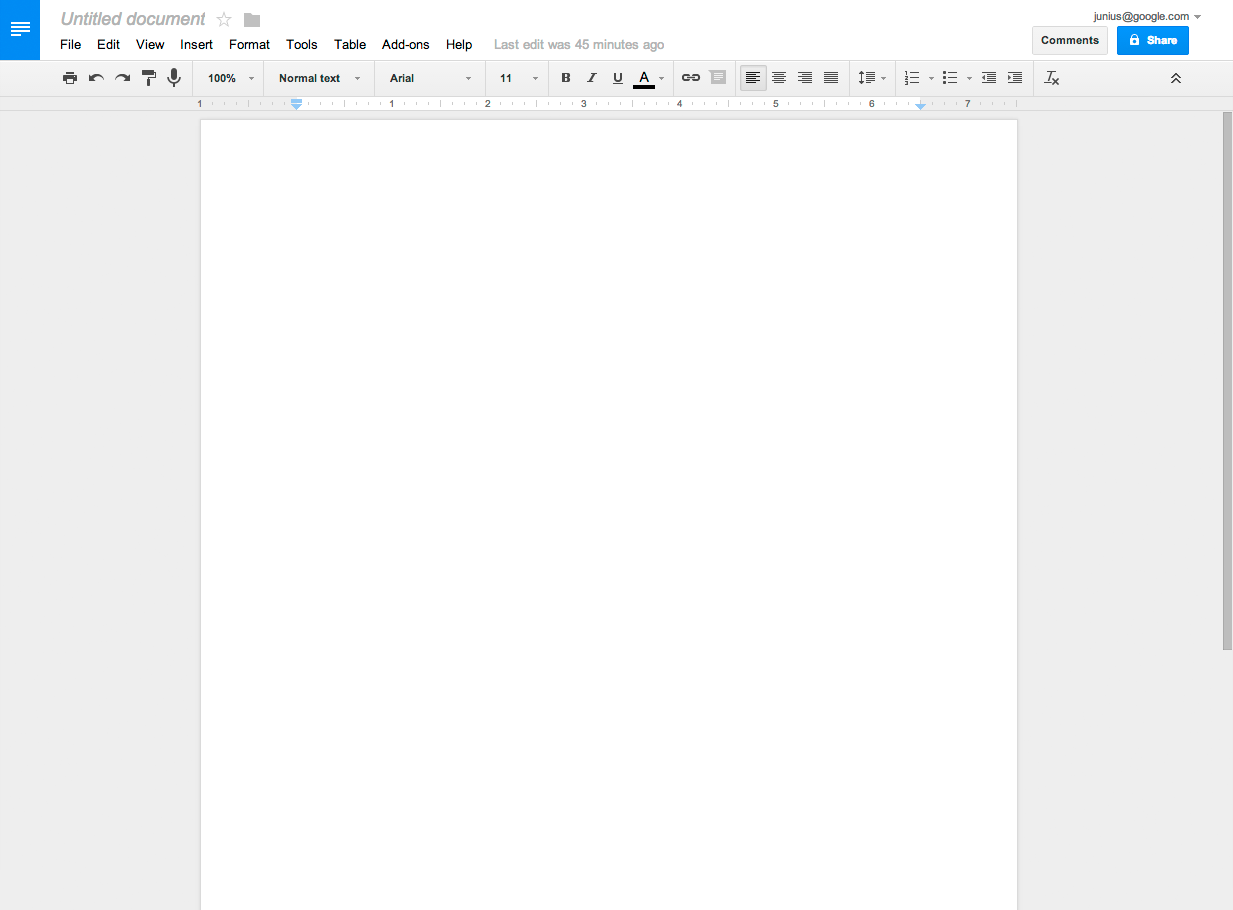 Untitled document
junius@google.com
File Edit View Insert Format Tools Table Add-ons Help Last edit was 45 minutes ago
Comments Share
100% Normal text Arial 11 B I U A
1 1 2 3 4 5 6 7